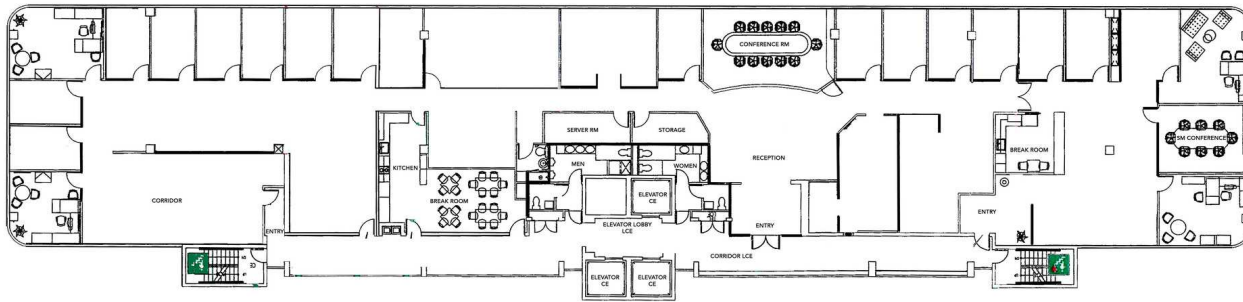 CONFERENCE RM
SERVER RM
STORAGE
MEN
WOMEN
KITCHEN
BREAK ROOM
CORRIDOR
ENTRY
ELEVATOR
CE
ELEVATOR LOBBY
LCE
RECEPTION
ENTRY
CORRIDOR LCE
ELEVATOR
CE
ELEVATOR
CE
BREAK ROOM
SM CONFERENCE
ENTRY
CE